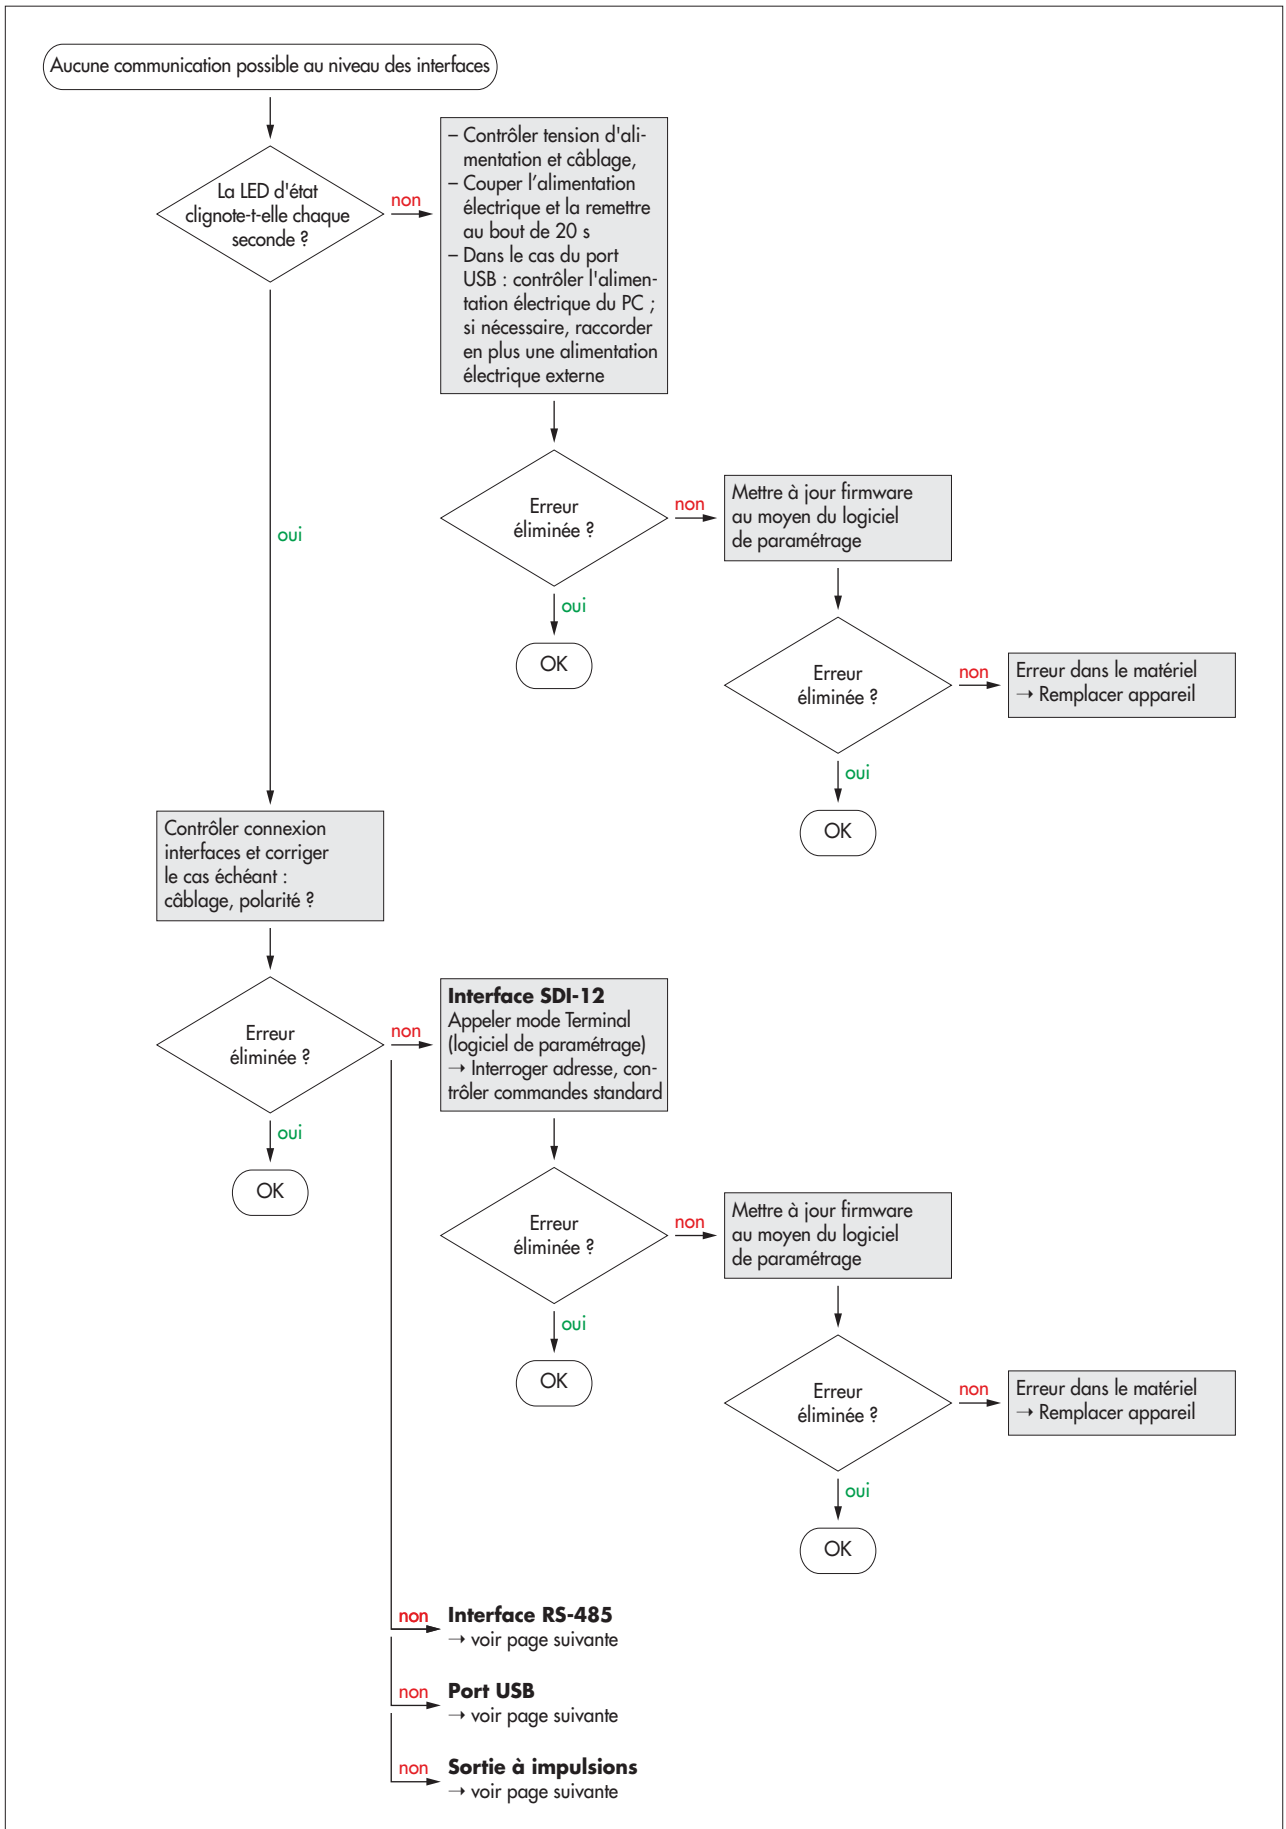 Aucune communication possible au niveau des interfaces
La LED d'état
clignote-t-elle chaque
seconde ?
non
– Contrôler tension d'ali-
mentation et câblage,
– Couper l’alimentation
électrique et la remettre
au bout de 20 s
– Dans le cas du port
USB : contrôler l'alimen-
tation électrique du PC ;
si nécessaire, raccorder
en plus une alimentation
électrique externe
oui
Erreur
éliminée ?
non
Mettre à jour firmware
au moyen du logiciel
de paramétrage
oui
OK
Erreur
éliminée ?
non
Erreur dans le matériel
→ Remplacer appareil
oui
OK
Contrôler connexion
interfaces et corriger
le cas échéant :
câblage, polarité ?
Erreur
éliminée ?
non
Interface SDI-12
Appeler mode Terminal
(logiciel de paramétrage)
→ Interroger adresse, con-
trôler commandes standard
oui
OK
Erreur
éliminée ?
non
Mettre à jour firmware
au moyen du logiciel
de paramétrage
oui
OK
Erreur
éliminée ?
non
Erreur dans le matériel
→ Remplacer appareil
oui
OK
non
Interface RS-485
→ voir page suivante
non
Port USB
→ voir page suivante
non
Sortie à impulsions
→ voir page suivante